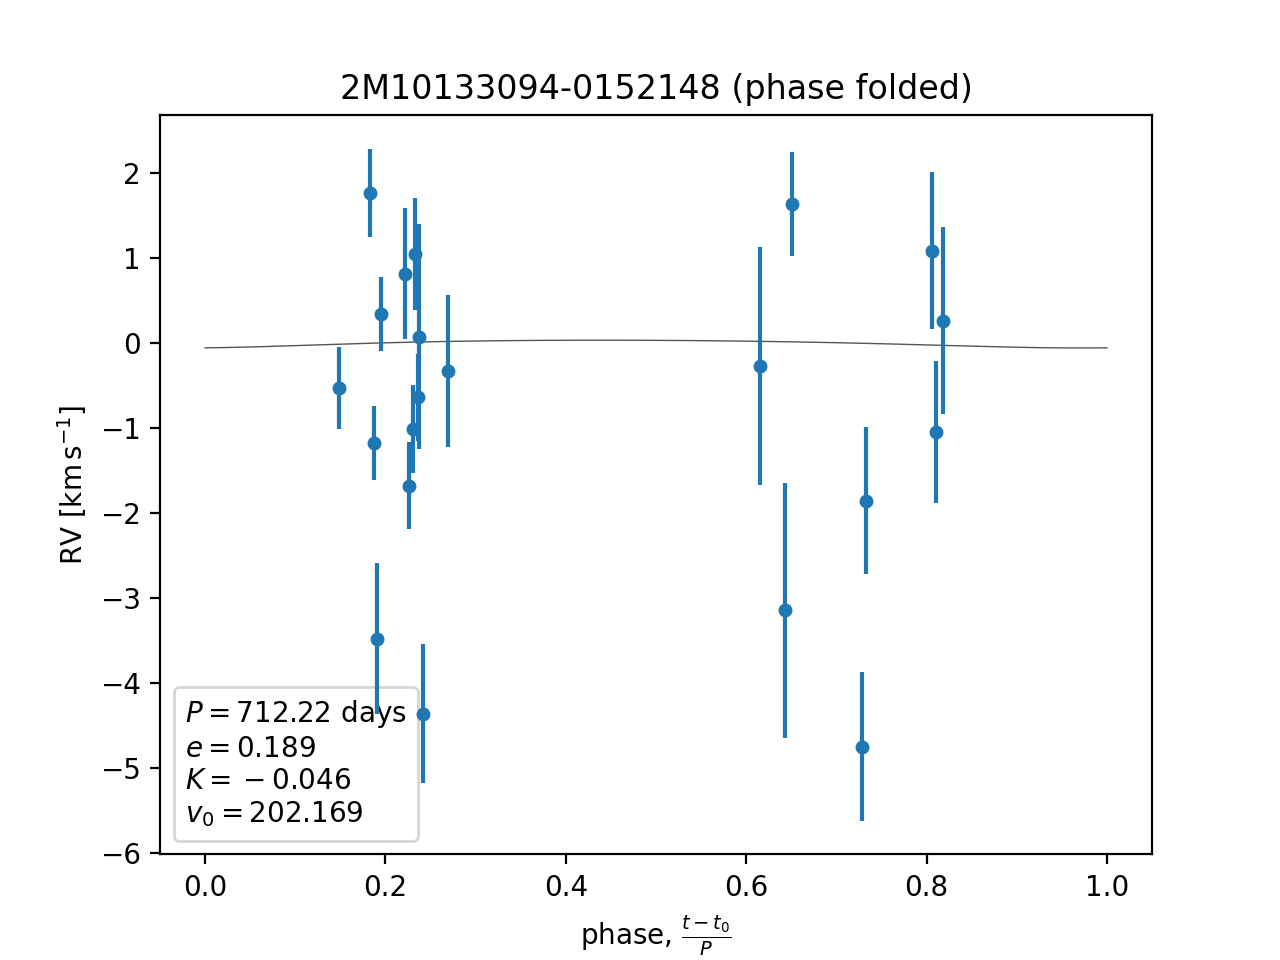 2M10133094-0152148 (phase folded)
2
1
0
−1
−2
−3
−4
−5
−6
RV [km s⁻¹]
P = 712.22 days
e = 0.189
K = −0.046
v₀ = 202.169
0.0 0.2 0.4 0.6 0.8 1.0
phase, (t − t₀)/P